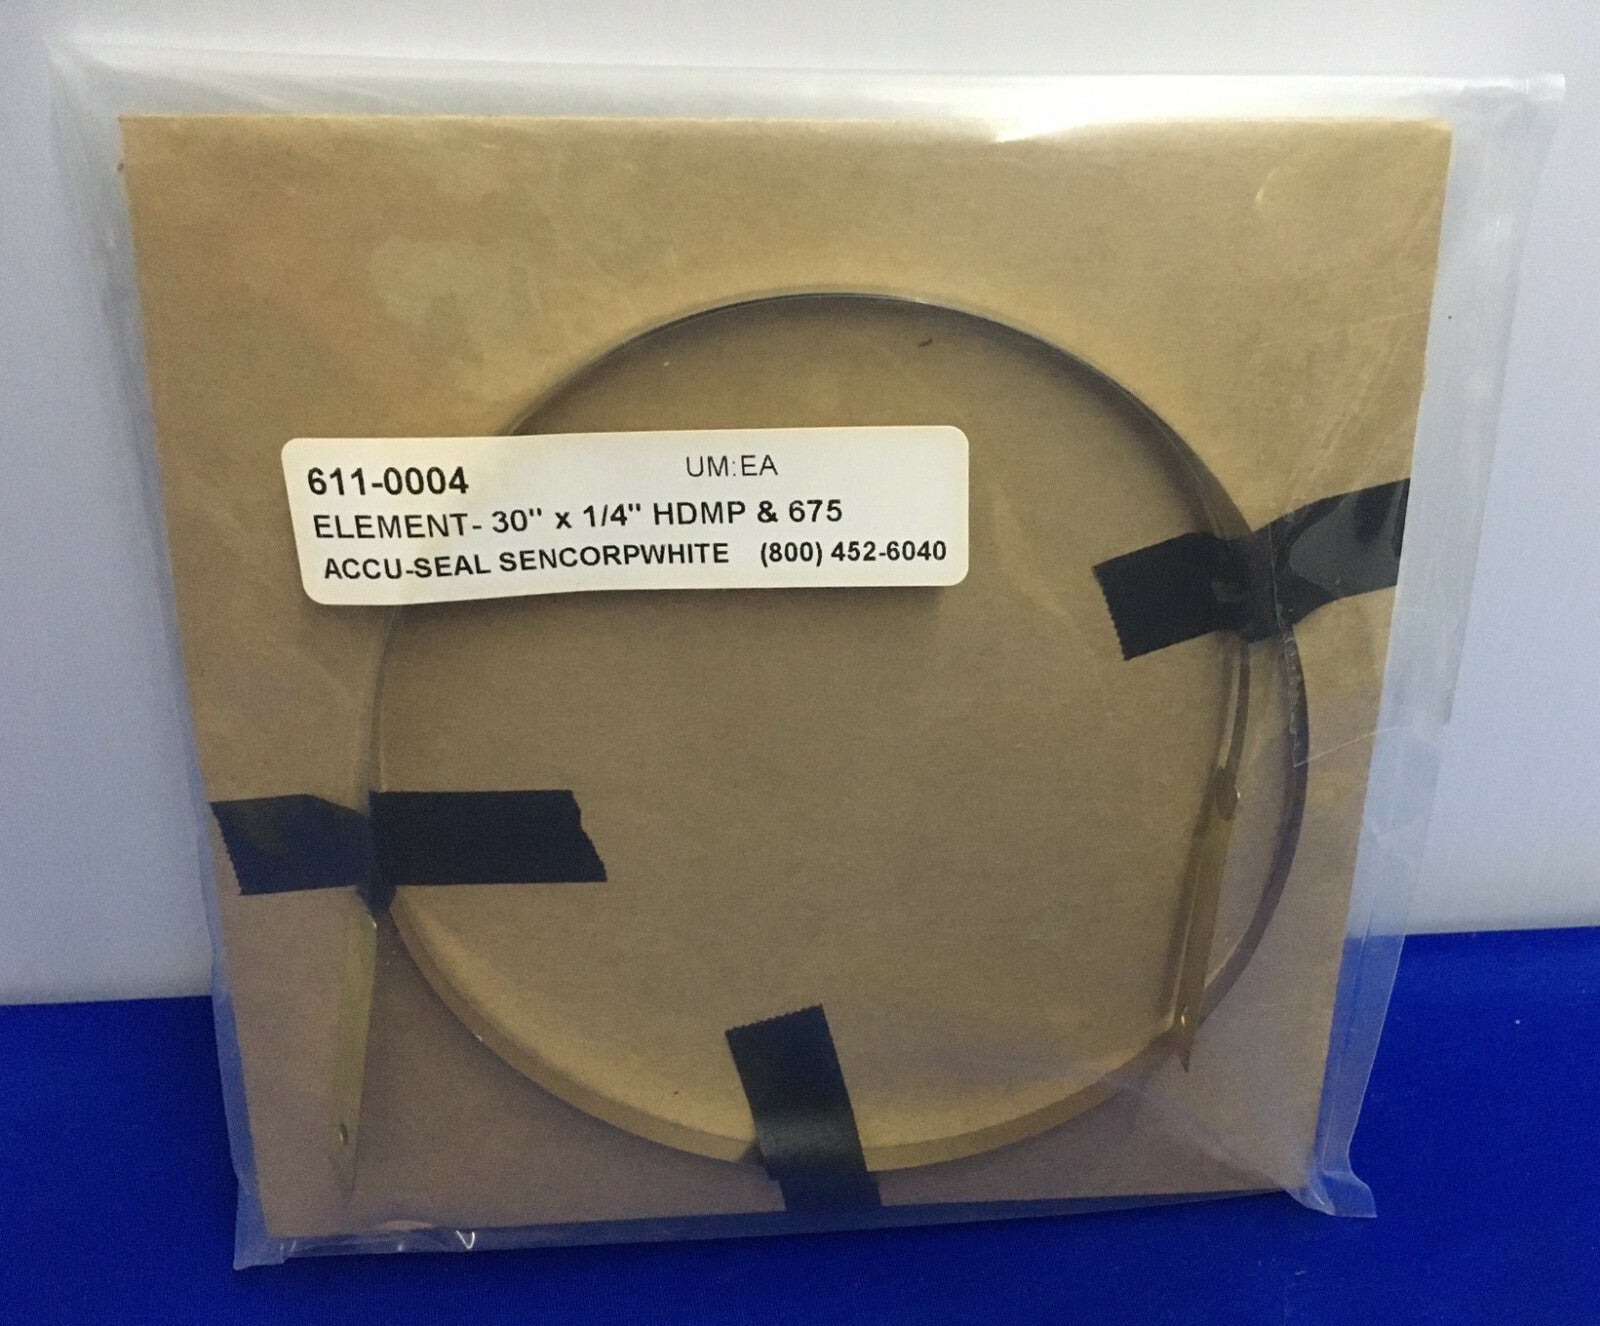 611-0004 UM:EA
ELEMENT- 30" x 1/4" HDMP & 675
ACCU-SEAL SENCORPWHITE (800) 452-6040